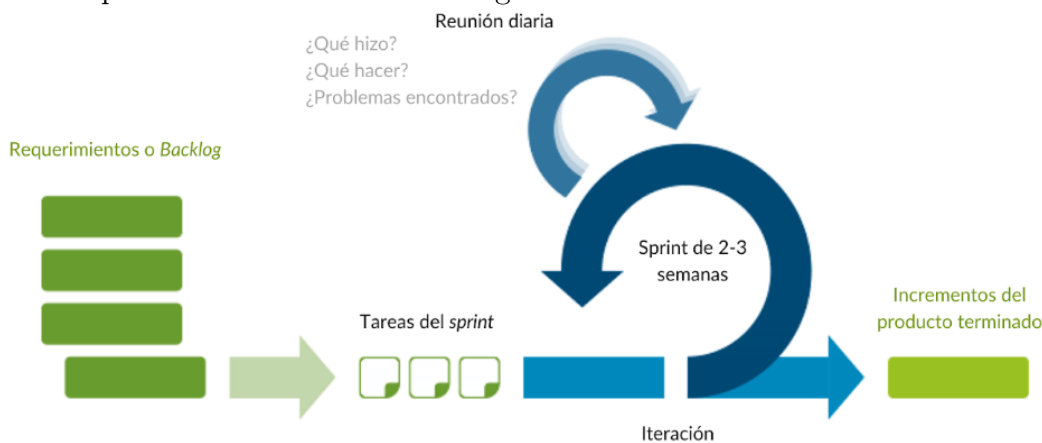 Reunión diaria
¿Qué hizo?
¿Qué hacer?
¿Problemas encontrados?
Requerimientos o Backlog
Sprint de 2-3
semanas
Tareas del sprint
Incrementos del
producto terminado
Iteración